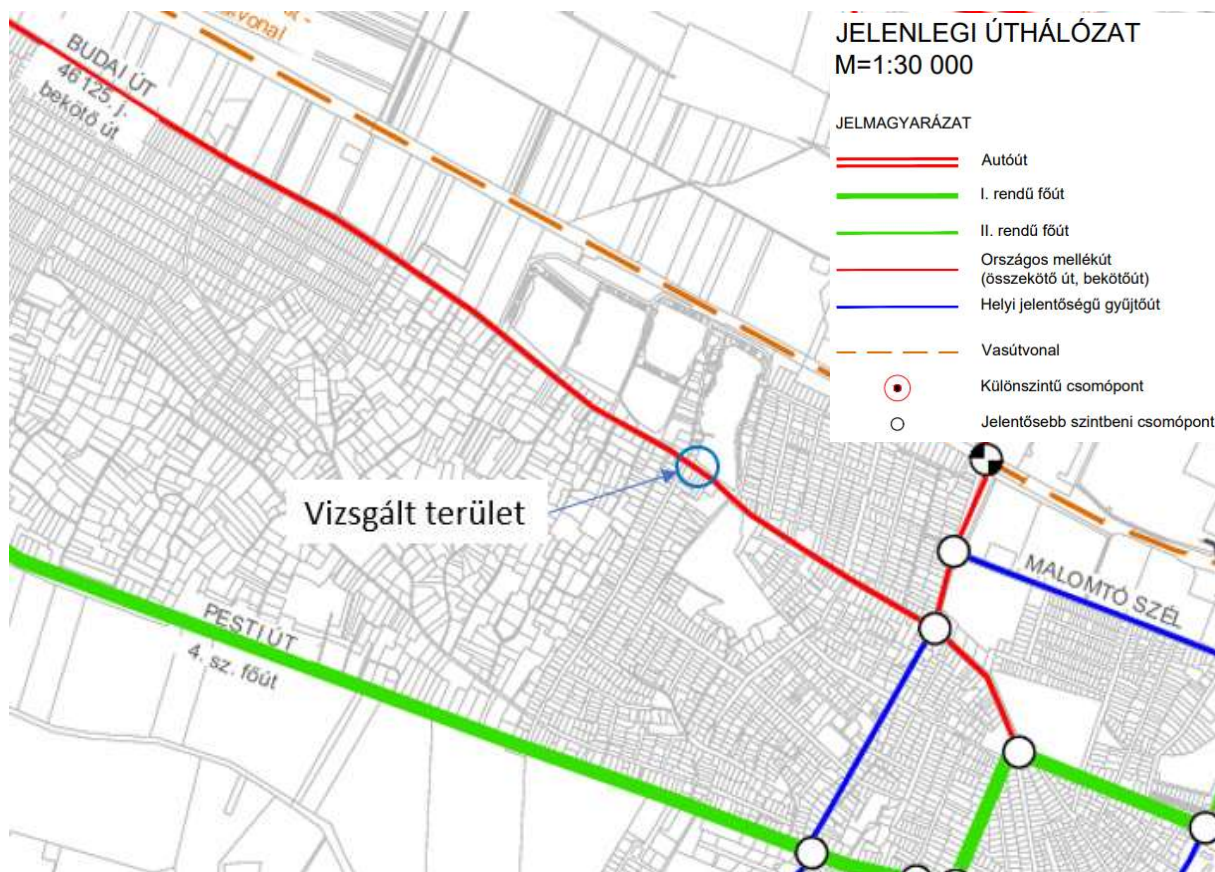 vonal
BUDAI ÚT
46 125. j.
bekötő út
JELENLEGI ÚTHÁLÓZAT
M=1:30 000
JELMAGYARÁZAT
Autóút
I. rendű főút
II. rendű főút
Országos mellékút
(összekötő út, bekötőút)
Helyi jelentőségű gyűjtőút
Vasútvonal
Különszintű csomópont
Jelentősebb szintbeni csomópont
Vizsgált terület
MALOMTÓ SZÉL
PESTI ÚT
4. sz. főút